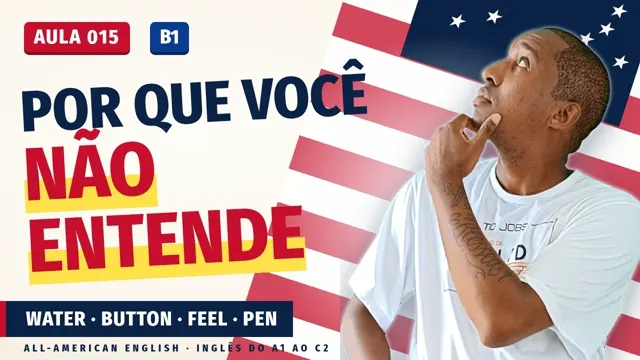 AULA 015
B1
POR QUE VOCÊ
NÃO
ENTENDE
WATER · BUTTON · FEEL · PEN
ALL-AMERICAN ENGLISH · INGLÊS DO A1 AO C2
JOBS